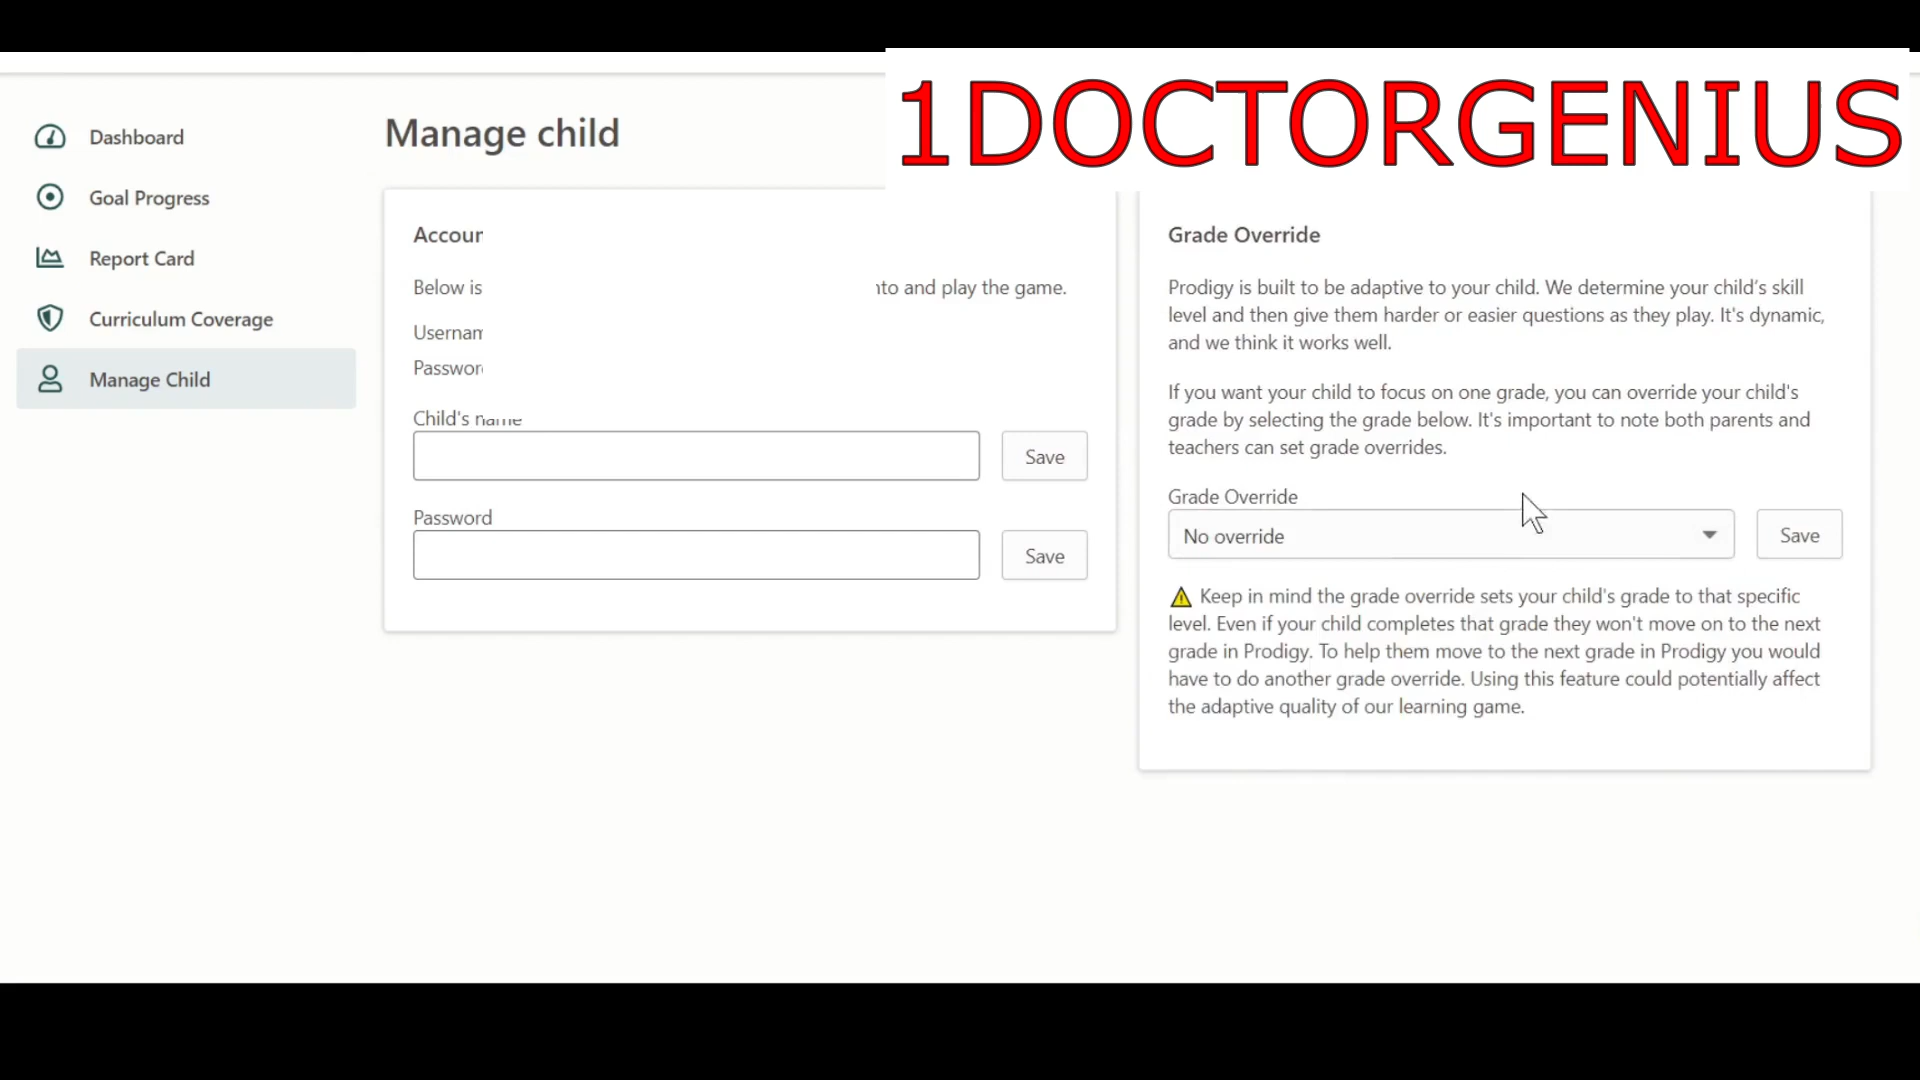 1DOCTORGENIUS
Dashboard
Goal Progress
Report Card
Curriculum Coverage
Manage Child
Manage child
Below is
and play the game.
Child's name
Save
Password
Save
Grade Override
Prodigy is built to be adaptive to your child. We determine your child's skill
level and then give them harder or easier questions as they play. It's dynamic,
and we think it works well.
If you want your child to focus on one grade, you can override your child's
grade by selecting the grade below. It's important to note both parents and
teachers can set grade overrides.
Grade Override
No override
Save
Keep in mind the grade override sets your child's grade to that specific
level. Even if your child completes that grade they won't move on to the next
grade in Prodigy. To help them move to the next grade in Prodigy you would
have to do another grade override. Using this feature could potentially affect
the adaptive quality of our learning game.